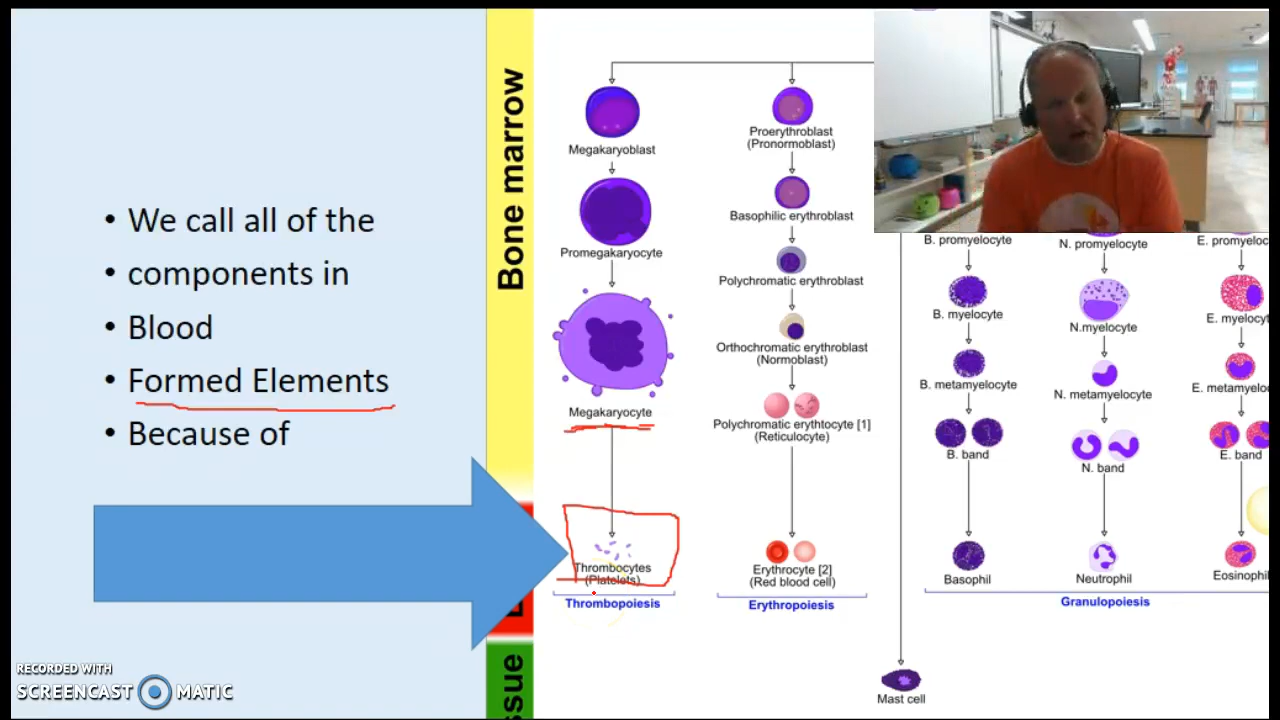 • We call all of the
• components in
• Blood
• Formed Elements
• Because of
Bone marrow
ssue
Megakaryoblast
Promegakaryocyte
Megakaryocyte
Thrombocytes
(Platelets)
Thrombopoiesis
Proerythroblast
(Pronormoblast)
Basophilic erythroblast
Polychromatic erythroblast
Orthochromatic erythroblast
(Normoblast)
Polychromatic erythtocyte [1]
(Reticulocyte)
Erythrocyte [2]
(Red blood cell)
Erythropoiesis
B. promyelocyte
B. myelocyte
B. metamyelocyte
B. band
Basophil
N. promyelocyte
N.myelocyte
N. metamyelocyte
N. band
Neutrophil
E. promyeloc
E. myelocyt
E. metamyeloc
E. band
Eosinophil
Granulopoiesis
Mast cell
RECORDED WITH
SCREENCAST MATIC